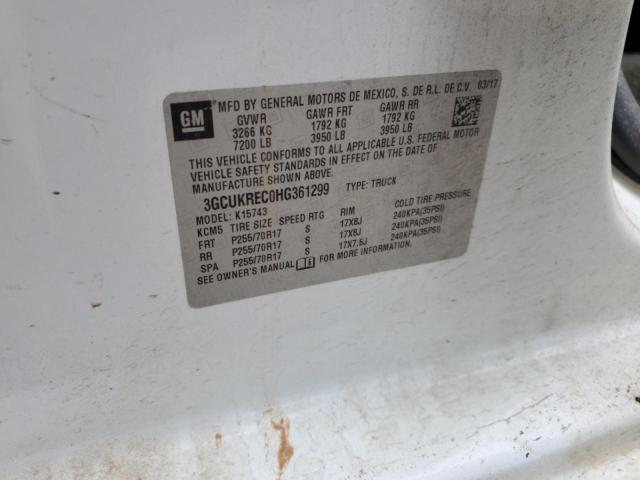 GM
MFD BY GENERAL MOTORS DE MEXICO, S. DE R.L. DE C.V. 03/17
GVWR GAWR FRT GAWR RR
3266 KG 1792 KG 1792 KG
7200 LB 3950 LB 3950 LB
THIS VEHICLE CONFORMS TO ALL APPLICABLE U.S. FEDERAL MOTOR
VEHICLE SAFETY STANDARDS IN EFFECT ON THE DATE OF
MANUFACTURE SHOWN ABOVE.
3GCUKREC0HG361299 TYPE: TRUCK
MODEL: K15743
KCM5 TIRE SIZE SPEED RTG RIM COLD TIRE PRESSURE
FRT P255/70R17 S 17X8J 240KPA(35PSI)
RR P255/70R17 S 17X8J 240KPA(35PSI)
SPA P255/70R17 S 17X7.5J 240KPA(35PSI)
SEE OWNER'S MANUAL FOR MORE INFORMATION.